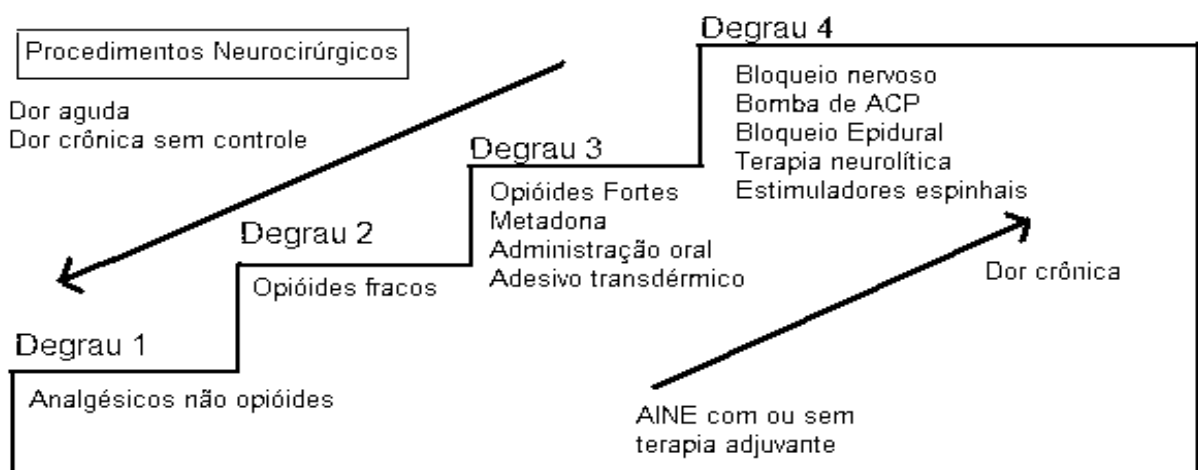 Procedimentos Neurocirúrgicos
Dor aguda
Dor crônica sem controle
Degrau 4
Bloqueio nervoso
Bomba de ACP
Bloqueio Epidural
Terapia neurolítica
Estimuladores espinhais
Degrau 3
Opióides Fortes
Metadona
Administração oral
Adesivo transdérmico
Degrau 2
Opióides fracos
Degrau 1
Analgésicos não opióides
Dor crônica
AINE com ou sem
terapia adjuvante